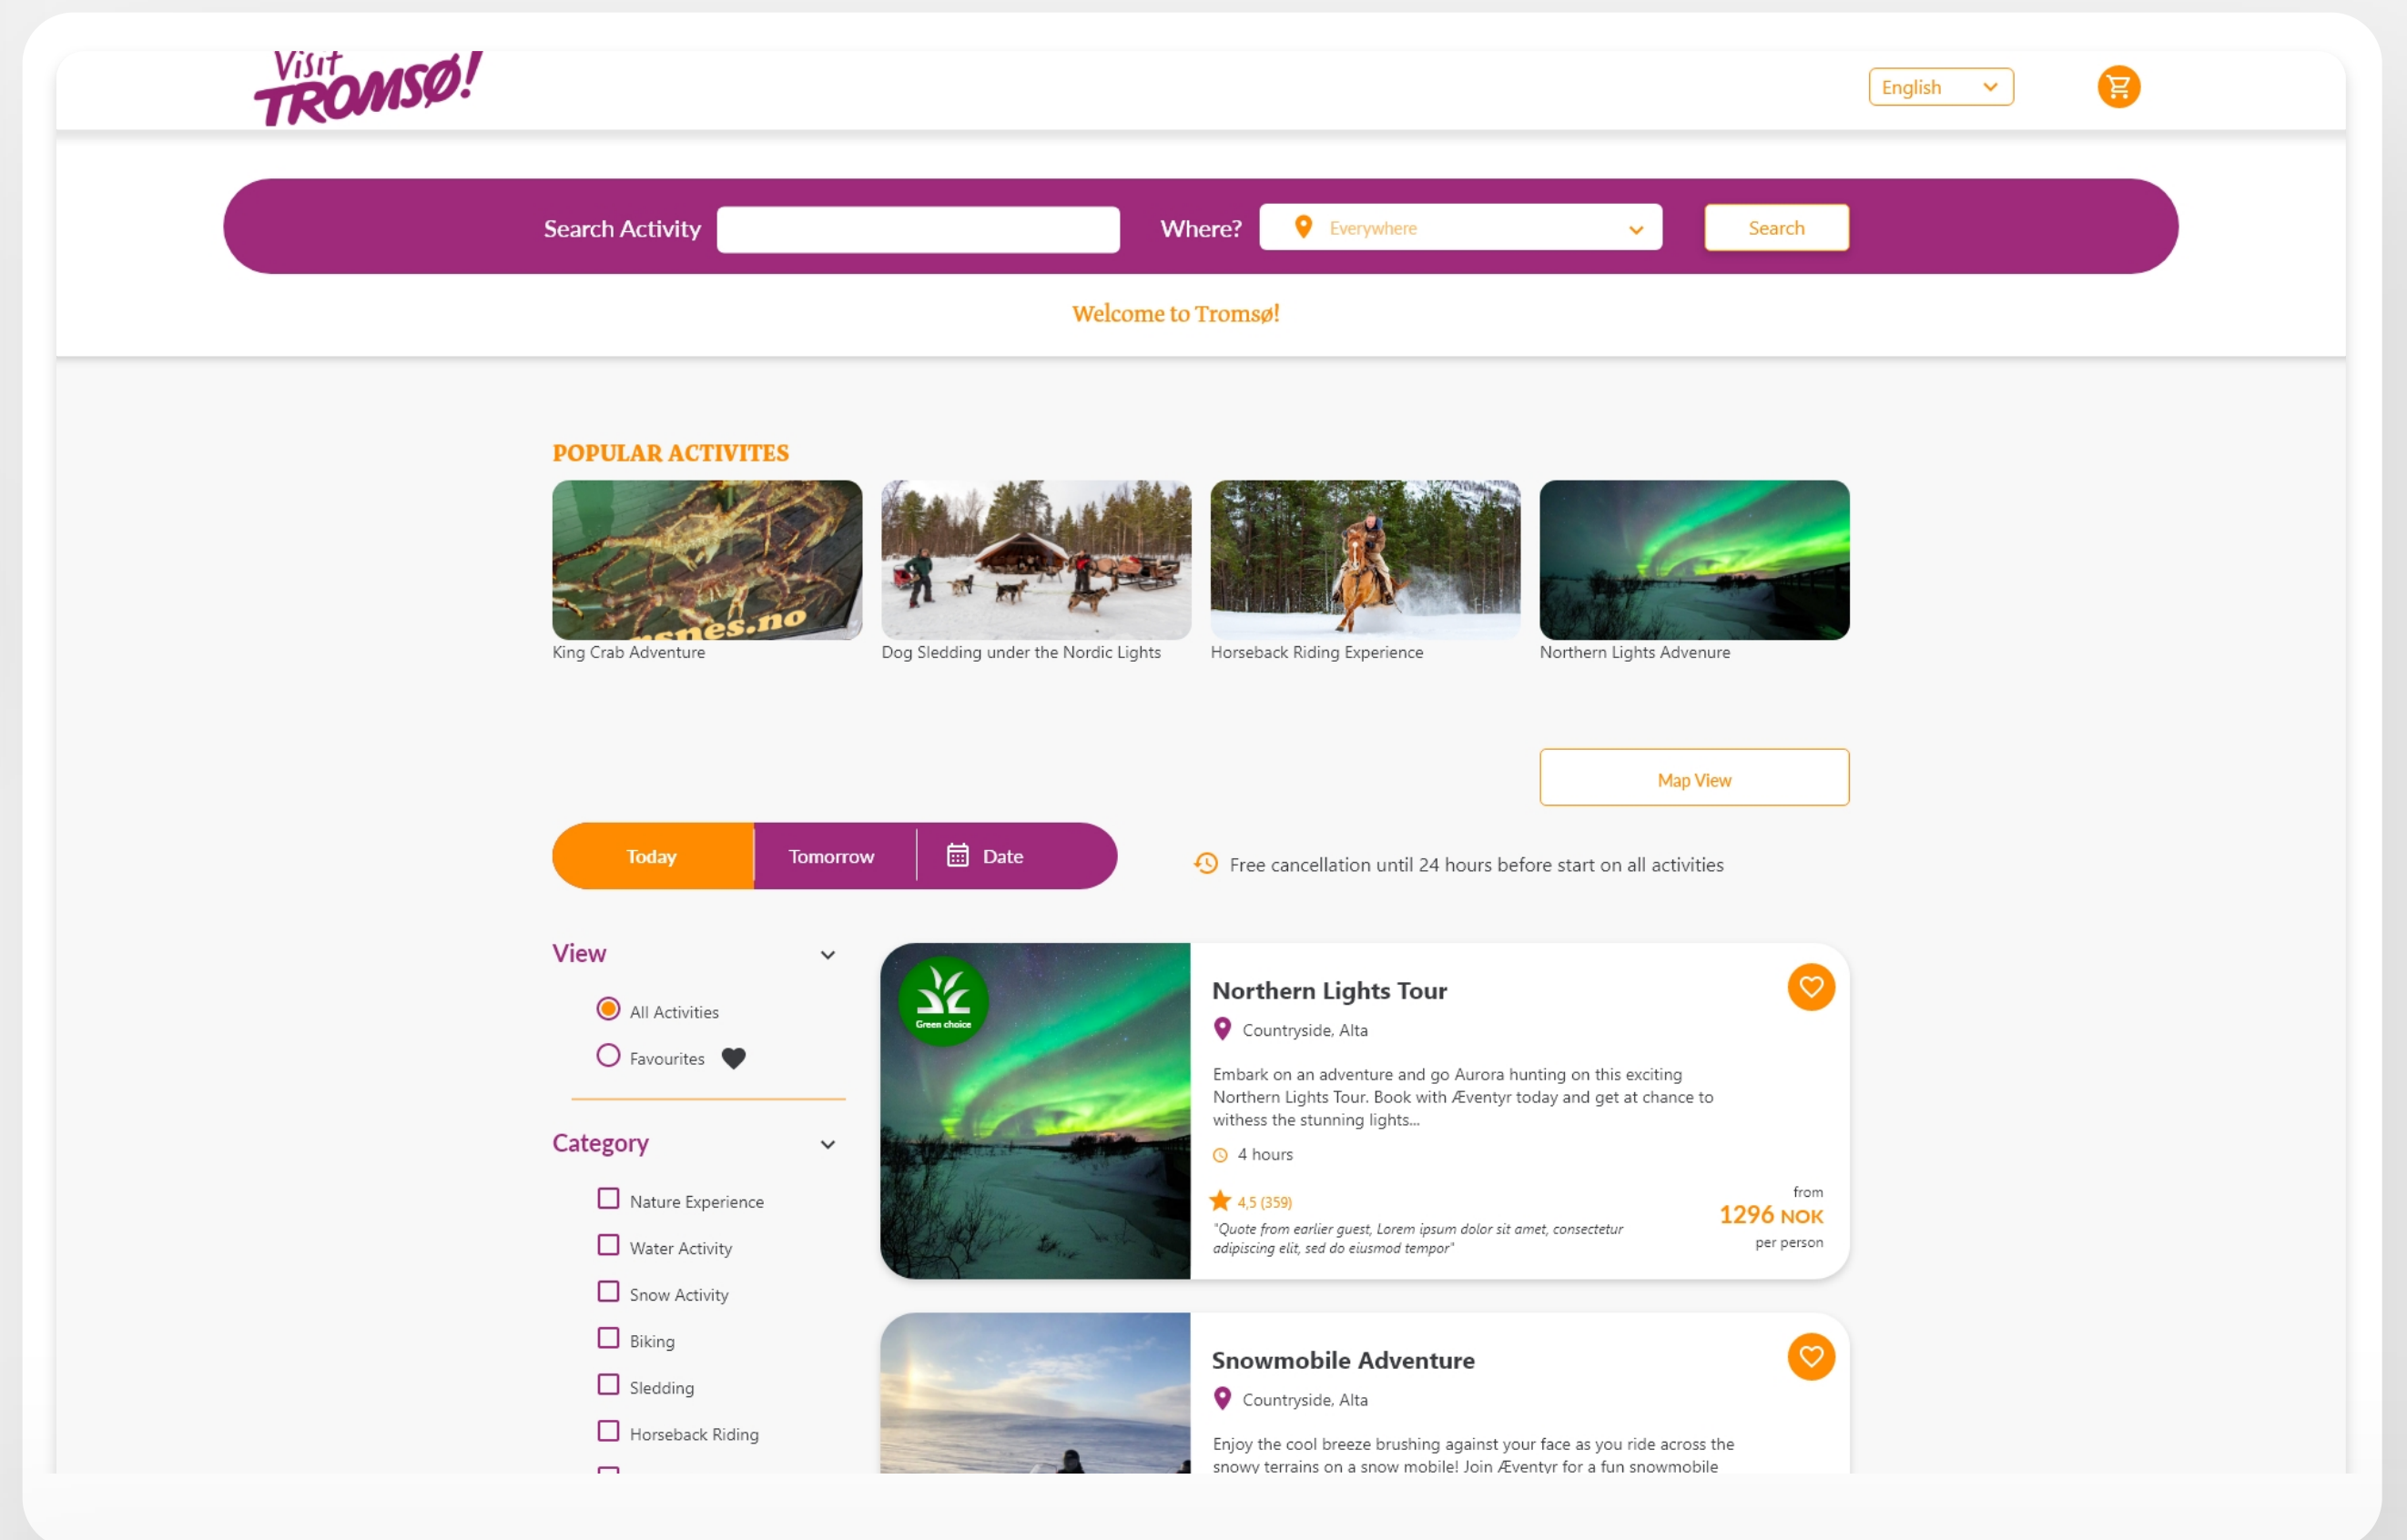 Visit
TROMSØ!
English
Search Activity
Where?
Everywhere
Search
Welcome to Tromsø!
POPULAR ACTIVITES
snes.no
King Crab Adventure
Dog Sledding under the Nordic Lights
Horseback Riding Experience
Northern Lights Advenure
Map View
Today
Tomorrow
Date
Free cancellation until 24 hours before start on all activities
View
All Activities
Favourites
Category
Nature Experience
Water Activity
Snow Activity
Biking
Sledding
Horseback Riding
Green choice
Northern Lights Tour
Countryside, Alta
Embark on an adventure and go Aurora hunting on this exciting
Northern Lights Tour. Book with Æventyr today and get at chance to
withess the stunning lights...
4 hours
4,5 (359)
"Quote from earlier guest, Lorem ipsum dolor sit amet, consectetur
adipiscing elit, sed do eiusmod tempor"
from
1296 NOK
per person
Snowmobile Adventure
Countryside, Alta
Enjoy the cool breeze brushing against your face as you ride across the
snowy terrains on a snow mobile! Join Æventyr for a fun snowmobile